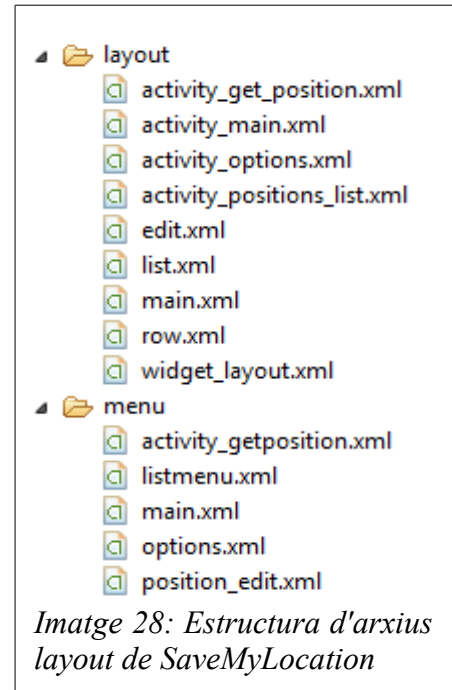 layout
activity_get_position.xml
activity_main.xml
activity_options.xml
activity_positions_list.xml
edit.xml
list.xml
main.xml
row.xml
widget_layout.xml
menu
activity_getposition.xml
listmenu.xml
main.xml
options.xml
position_edit.xml
Imatge 28: Estructura d'arxius
layout de SaveMyLocation